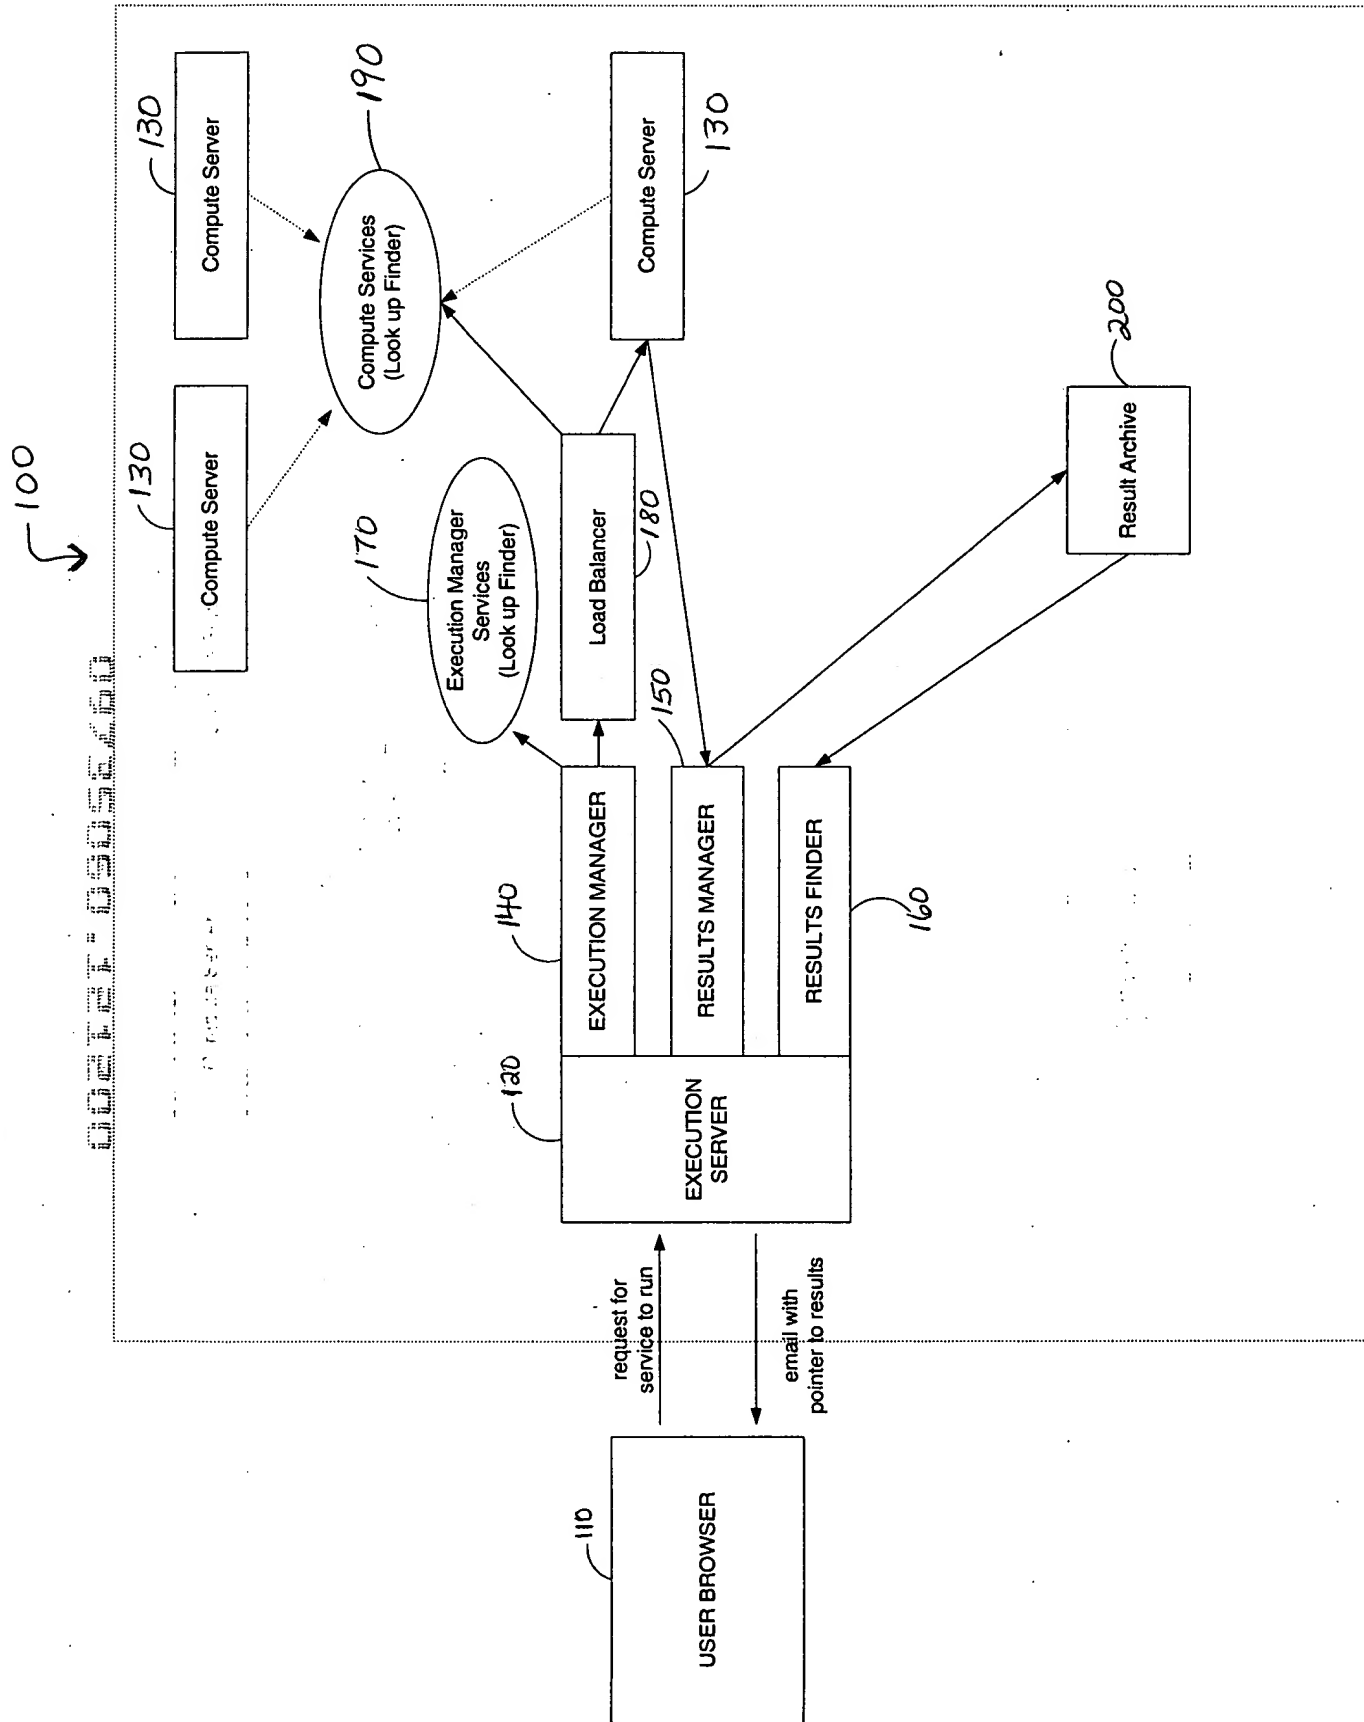 100
130
Compute Server
130
Compute Server
190
Compute Services
(Look up Finder)
170
Execution Manager
Services
(Look up Finder)
140
EXECUTION MANAGER
Load Balancer
180
Compute Server
130
120
EXECUTION
SERVER
150
RESULTS MANAGER
RESULTS FINDER
160
request for
service to run
email with
pointer to results
110
USER BROWSER
Result Archive
200